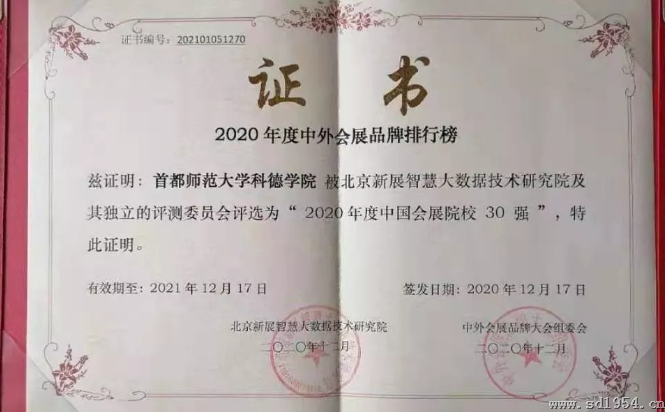 证书编号：202101051270
证 书
2020年度中外会展品牌排行榜
兹证明：首都师范大学科德学院 被北京新展智慧大数据技术研究院及
其独立的评测委员会评选为“2020年度中国会展院校30强”，特
此证明。
有效期至：2021年12月17日
签发日期：2020年12月17日
北京新展智慧大数据技术研究院
中外会展品牌大会组委会
二〇二〇年十二月
二〇二〇年十二月
www.sd1954.cn